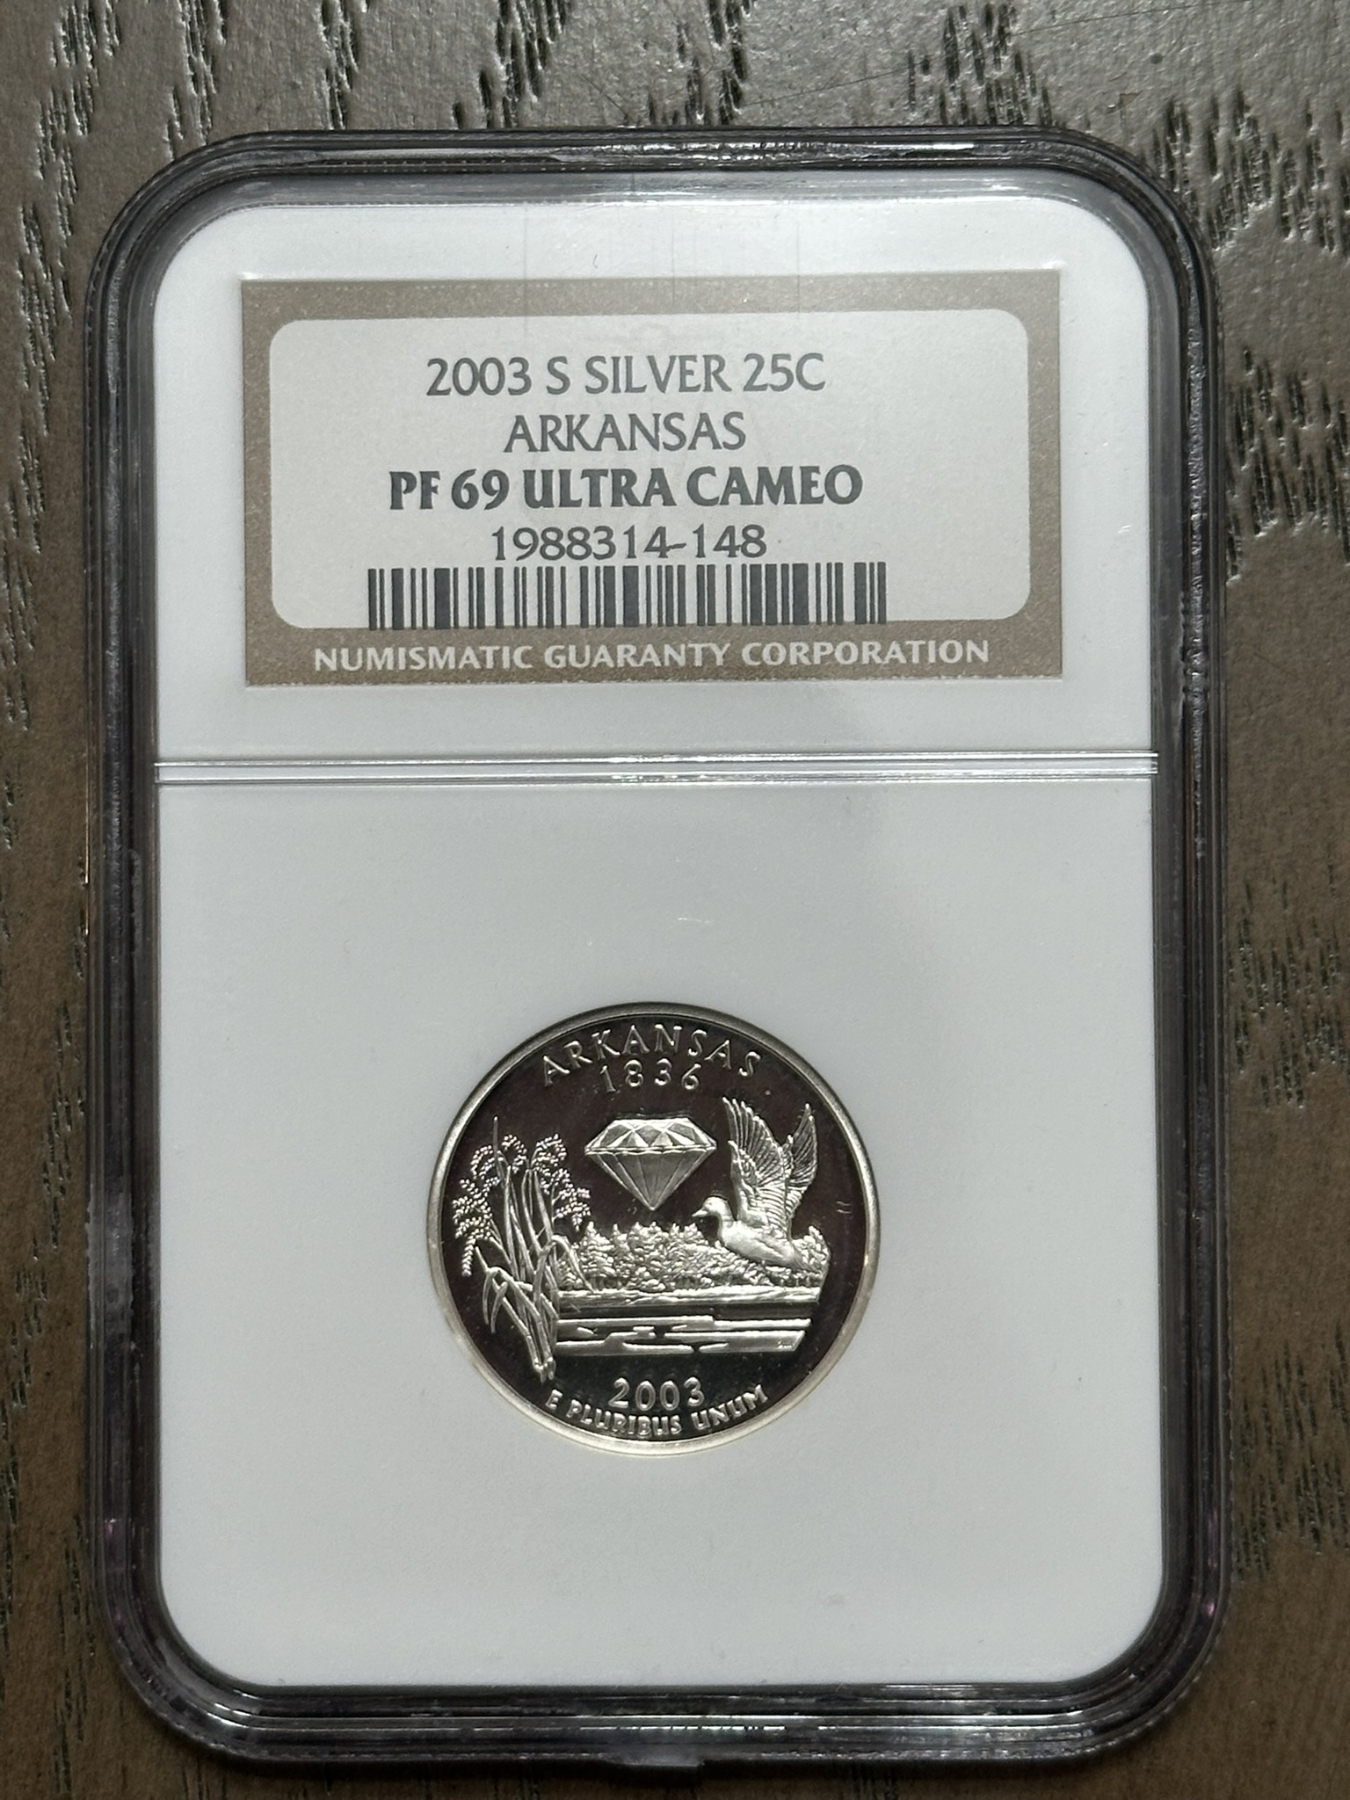 2003 S SILVER 25C
ARKANSAS
PF 69 ULTRA CAMEO
1988314-148
NUMISMATIC GUARANTY CORPORATION
ARKANSAS
1836
2003
E PLURIBUS UNUM